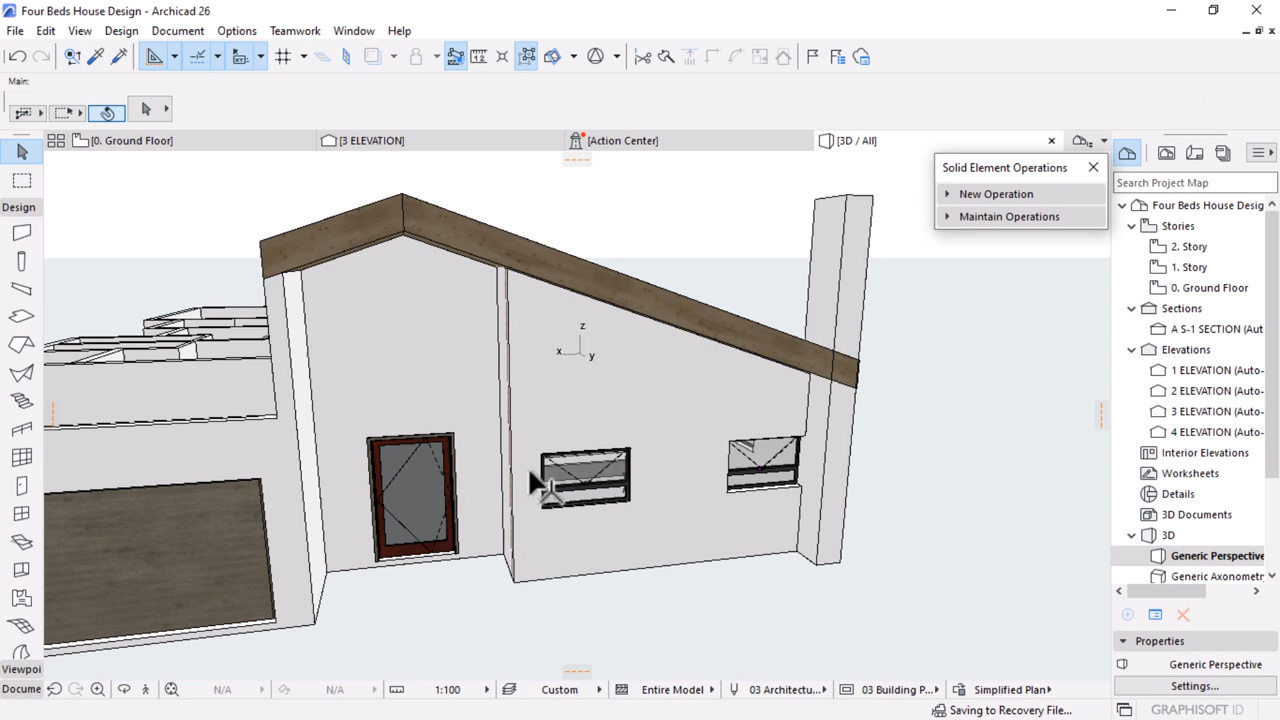 Four Beds House Design - Archicad 26
File Edit View Design Document Options Teamwork Window Help
Main:
[0. Ground Floor] [3 ELEVATION] [Action Center] [3D / All]
Design
Viewpoi
Docume
Solid Element Operations
New Operation
Maintain Operations
z
x
y
Search Project Map
Four Beds House Desig
Stories
2. Story
1. Story
0. Ground Floor
Sections
A S-1 SECTION (Aut
Elevations
1 ELEVATION (Auto-
2 ELEVATION (Auto-
3 ELEVATION (Auto-
4 ELEVATION (Auto-
Interior Elevations
Worksheets
Details
3D Documents
3D
Generic Perspective
Generic Axonometr
Properties
Generic Perspective
Settings...
N/A N/A 1:100 Custom Entire Model 03 Architectu... 03 Building P... Simplified Plan
Saving to Recovery File...
GRAPHISOFT ID